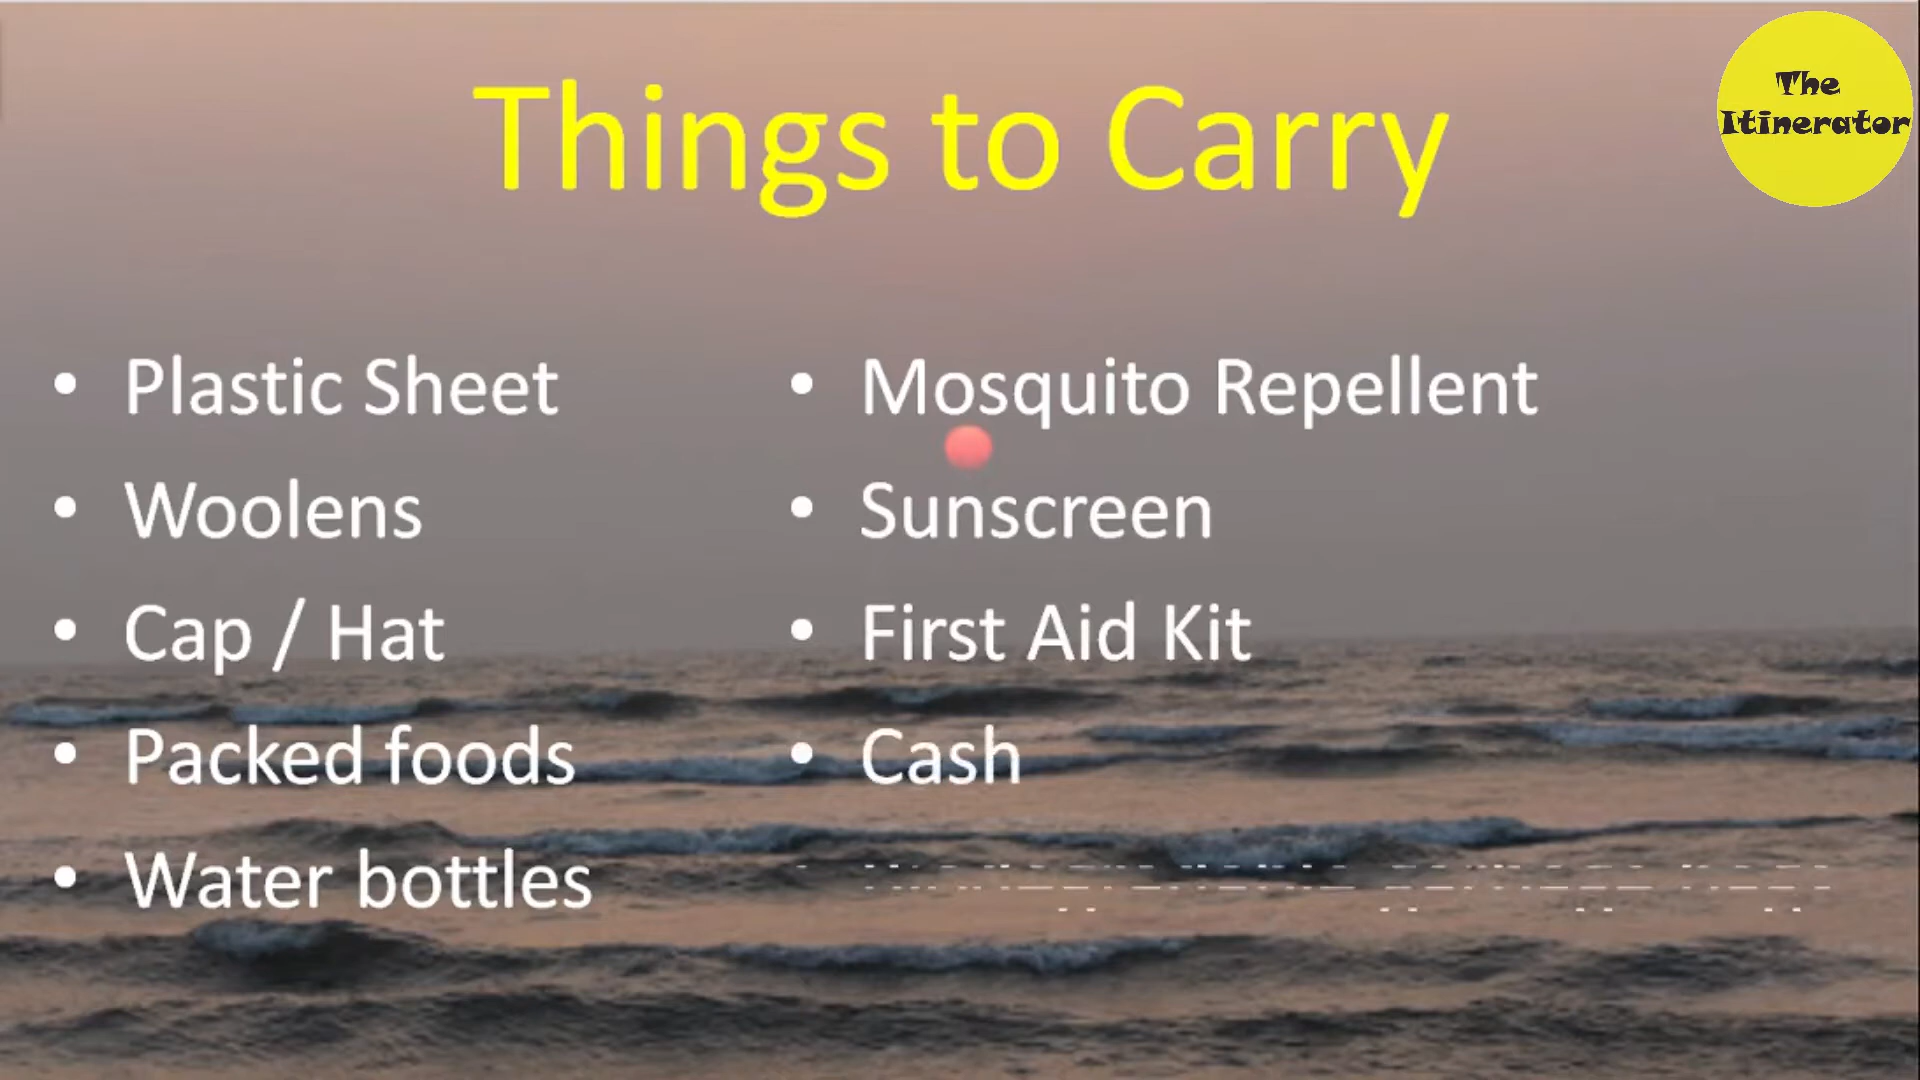 Things to Carry
The
Itinerator
• Plastic Sheet
• Woolens
• Cap / Hat
• Packed foods
• Water bottles
• Mosquito Repellent
• Sunscreen
• First Aid Kit
• Cash